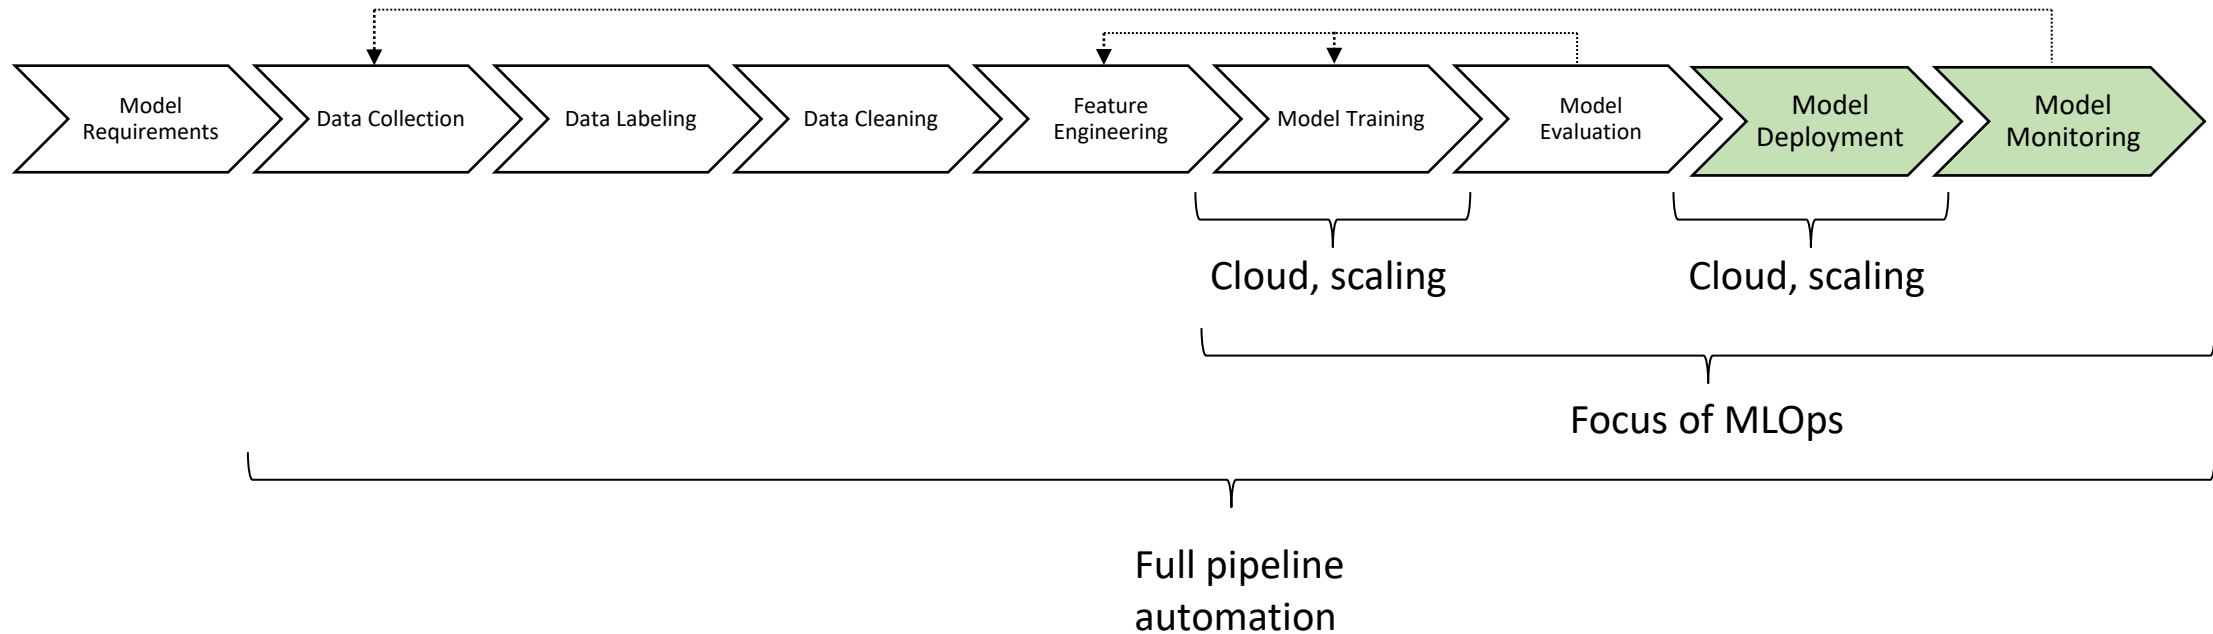 Model
Requirements
Data Collection
Data Labeling
Data Cleaning
Feature
Engineering
Model Training
Model
Evaluation
Model
Deployment
Model
Monitoring
Cloud, scaling
Cloud, scaling
Focus of MLOps
Full pipeline
automation